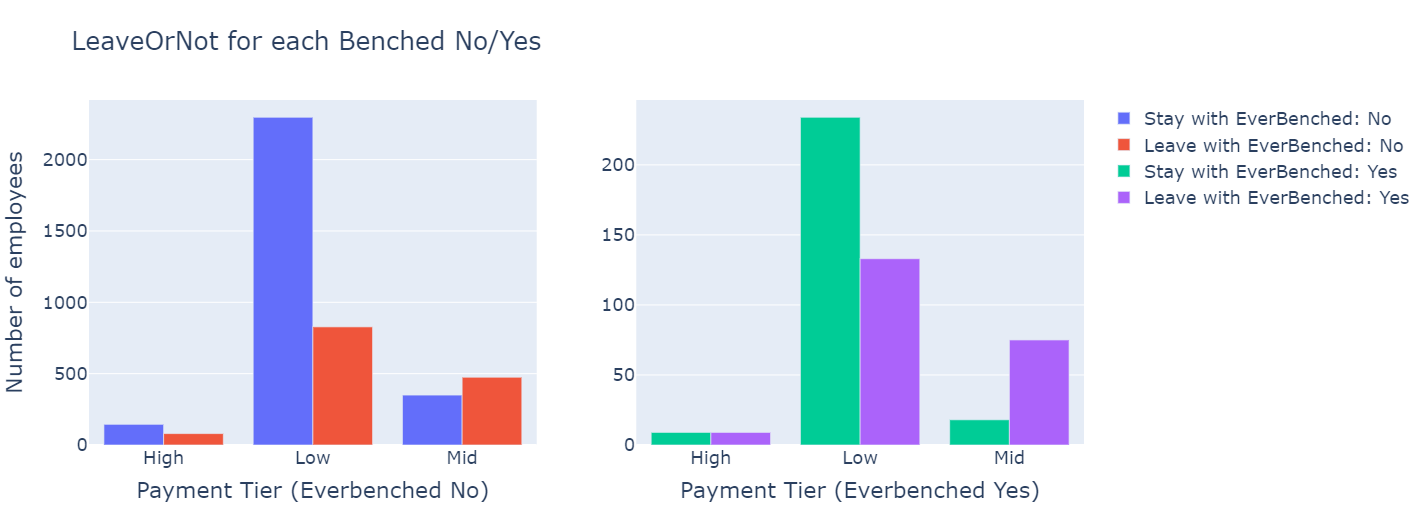 LeaveOrNot for each Benched No/Yes
Number of employees
2000
1500
1000
500
0
High Low Mid
Payment Tier (Everbenched No)
200
150
100
50
0
High Low Mid
Payment Tier (Everbenched Yes)
Stay with EverBenched: No
Leave with EverBenched: No
Stay with EverBenched: Yes
Leave with EverBenched: Yes